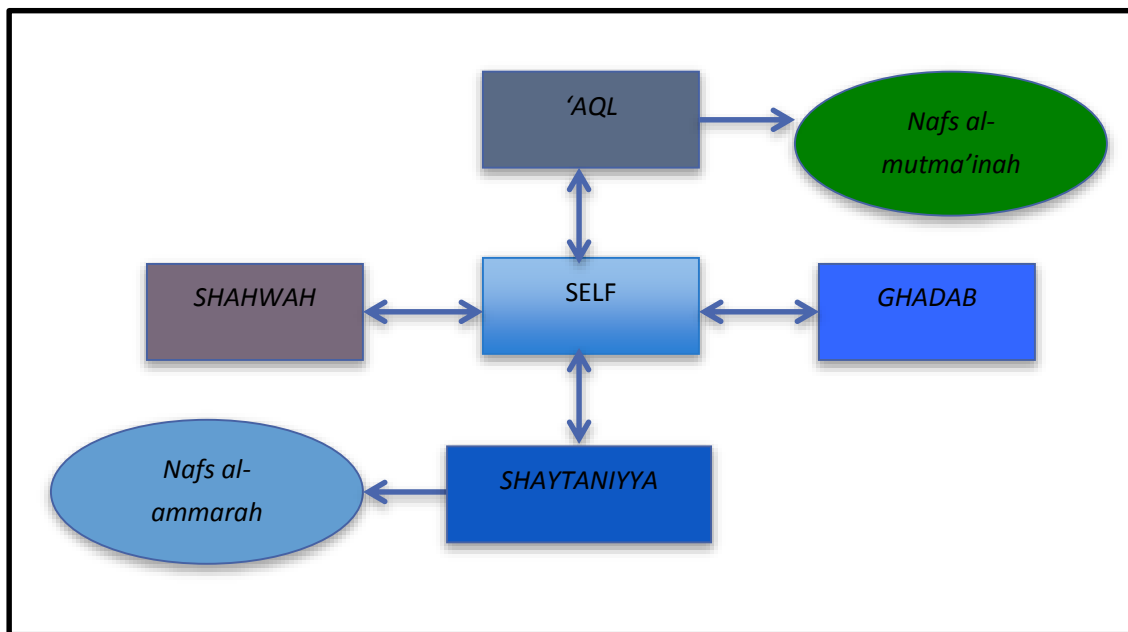 ‘AQL
Nafs al-
mutma’inah
SHAHWAH
SELF
GHADAB
Nafs al-
ammarah
SHAYTANIYYA